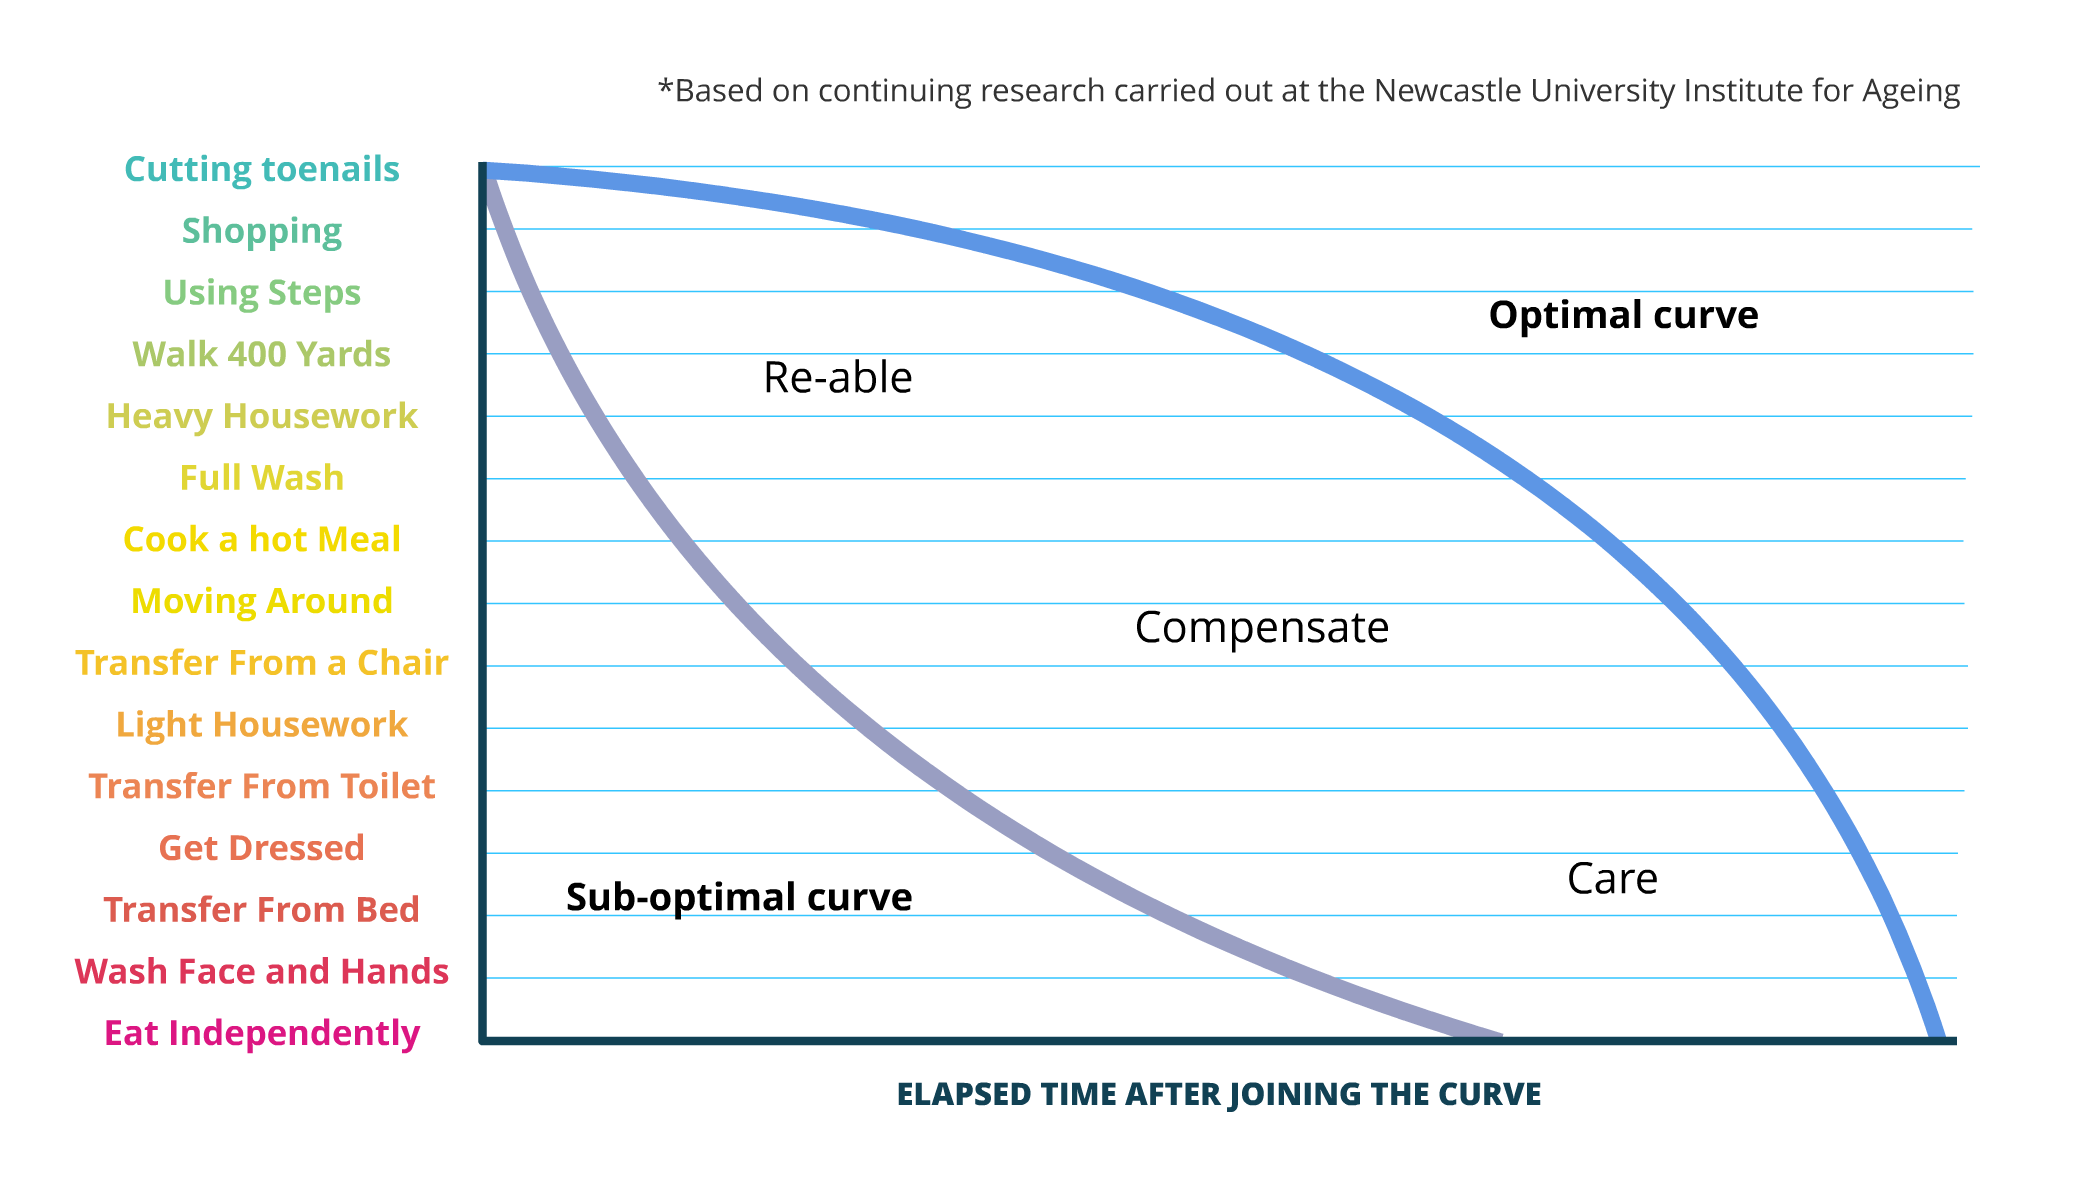 *Based on continuing research carried out at the Newcastle University Institute for Ageing
Cutting toenails
Shopping
Using Steps
Walk 400 Yards
Heavy Housework
Full Wash
Cook a hot Meal
Moving Around
Transfer From a Chair
Light Housework
Transfer From Toilet
Get Dressed
Transfer From Bed
Wash Face and Hands
Eat Independently
Optimal curve
Re-able
Compensate
Care
Sub-optimal curve
ELAPSED TIME AFTER JOINING THE CURVE